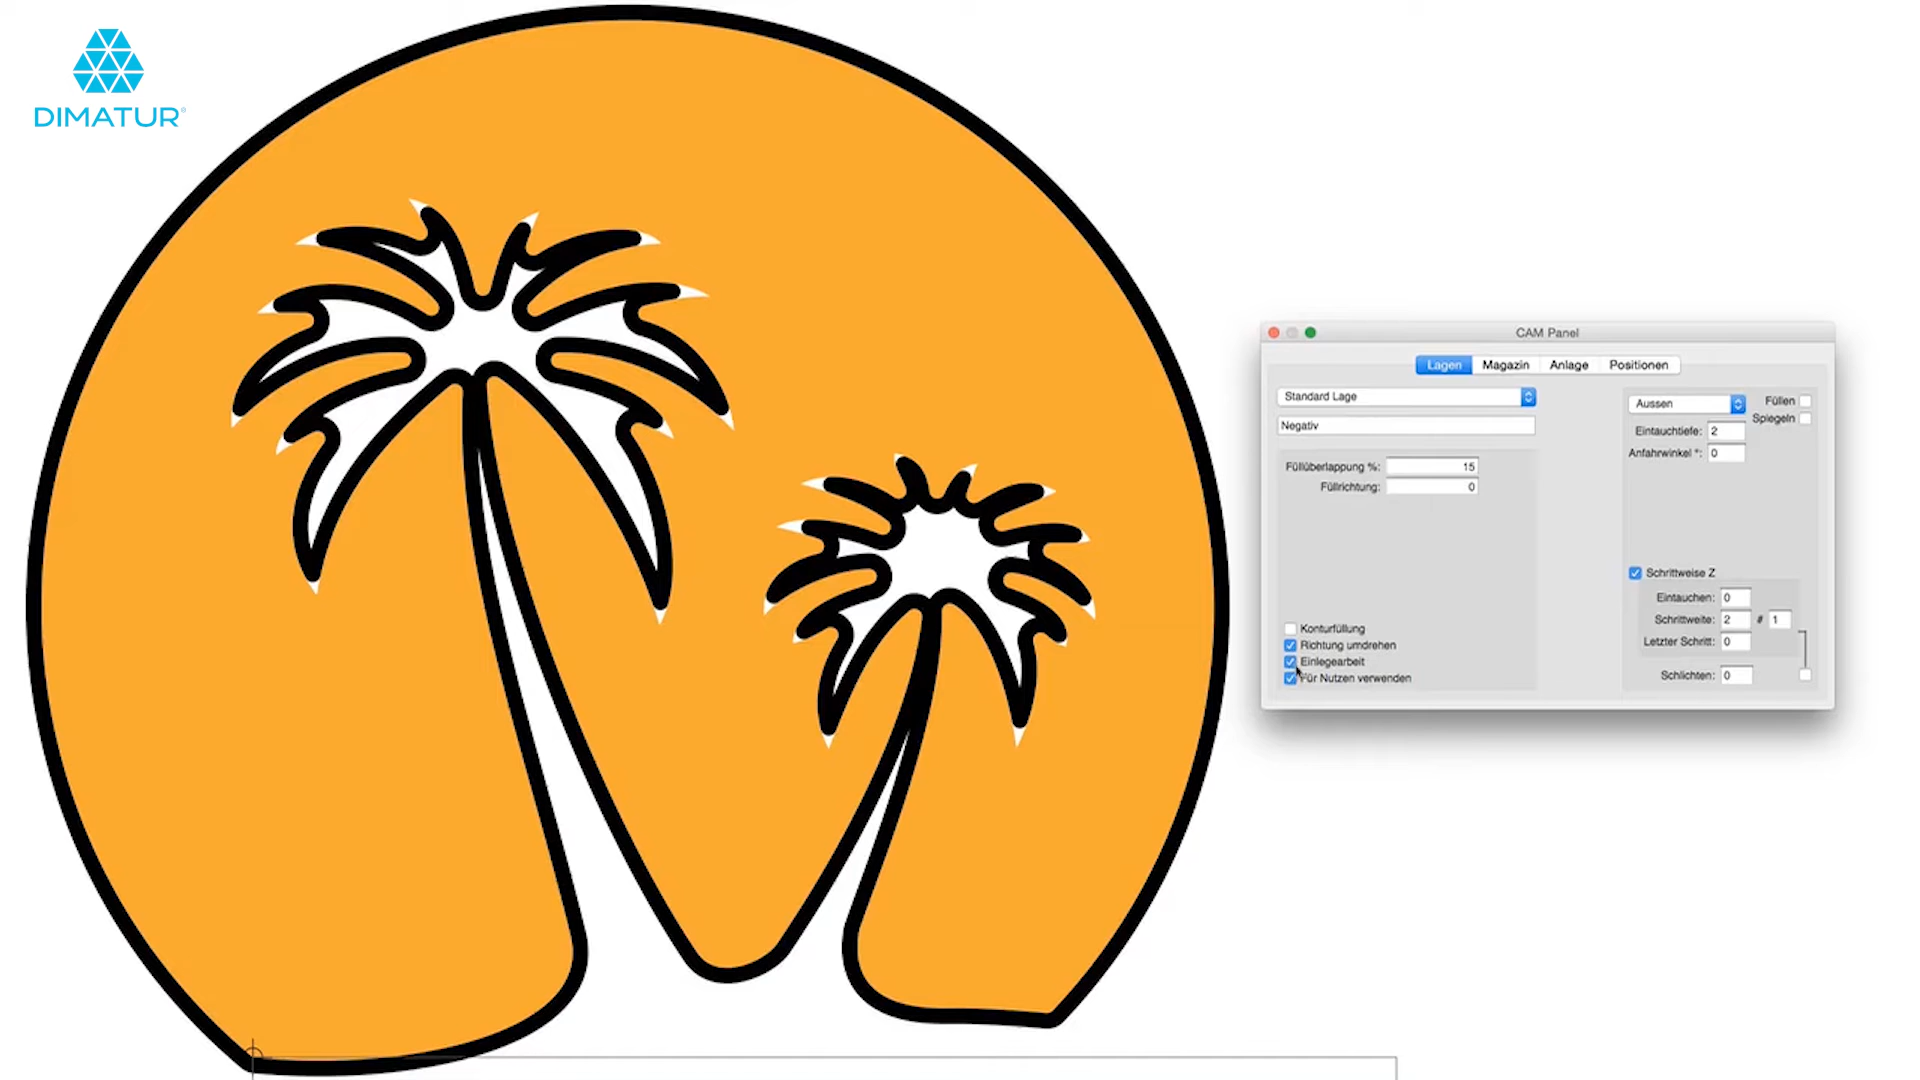 DIMATUR®
CAM Panel
Lagen Magazin Anlage Positionen
Standard Lage
Negativ
Füllüberlappung %: 15
Füllrichtung: 0
Konturfüllung
Richtung umdrehen
Einlegearbeit
Für Nutzen verwenden
Aussen
Füllen
Spiegeln
Eintauchtiefe: 2
Anfahrwinkel °: 0
Schrittweise Z
Eintauchen: 0
Schrittweite: 2 # 1
Letzter Schritt: 0
Schlichten: 0